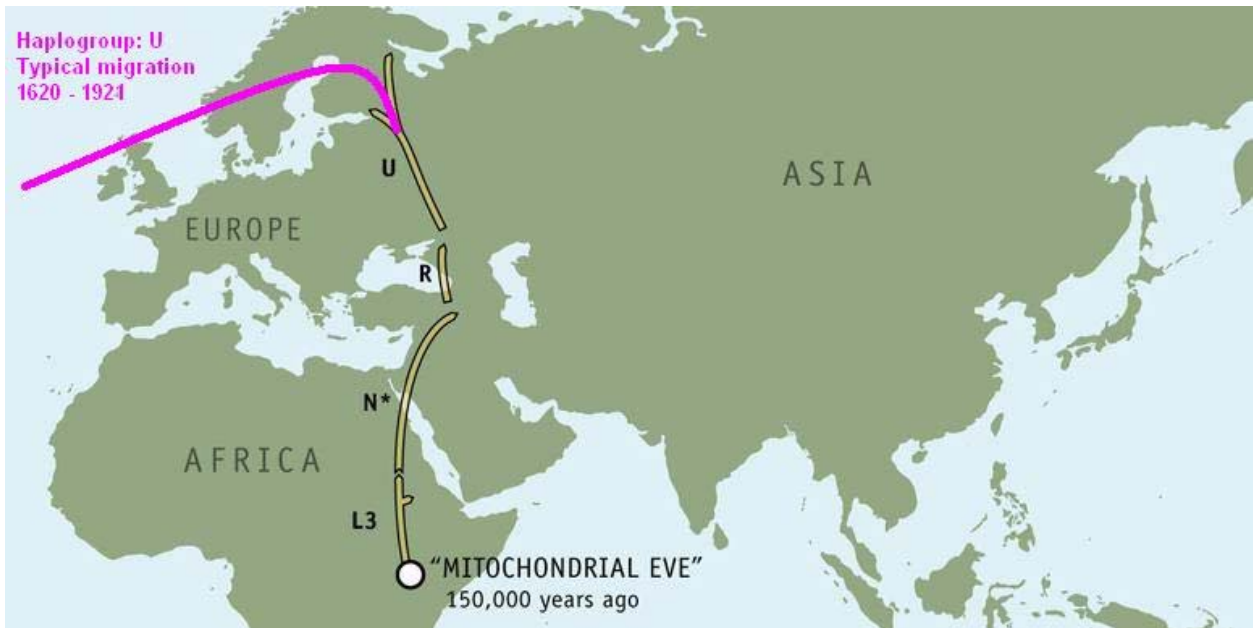 Haplogroup: U
Typical migration
1620 - 1921
ASIA
U
EUROPE
R
N*
AFRICA
L3
"MITOCHONDRIAL EVE"
150,000 years ago